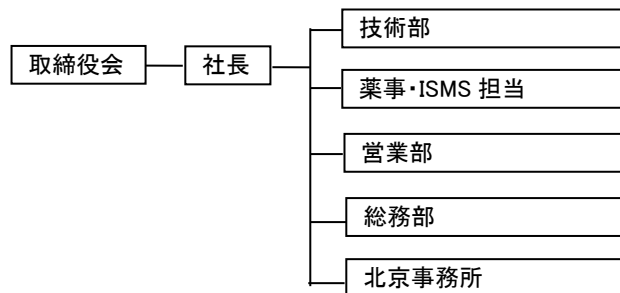 取締役会
社長
技術部
薬事・ISMS 担当
営業部
総務部
北京事務所